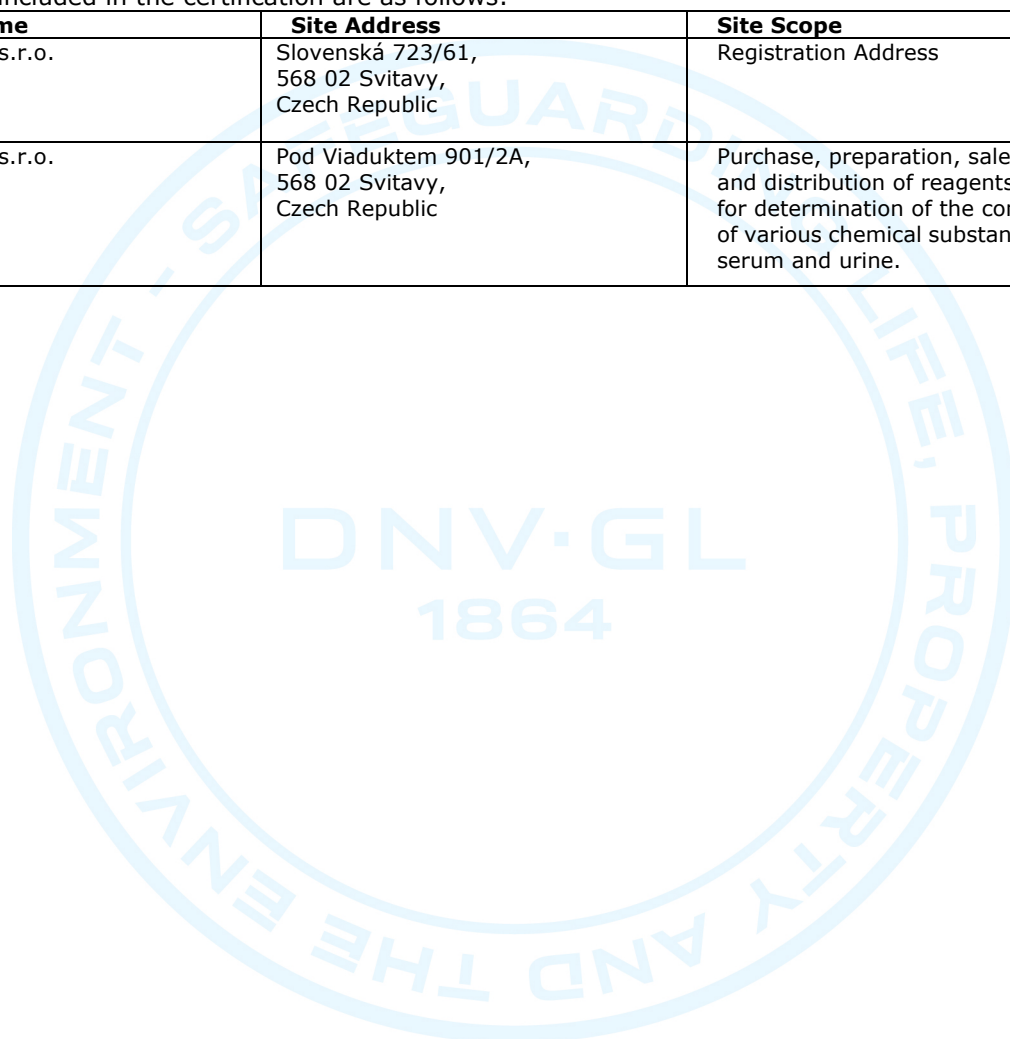 included in the certification are as follows:
me Site Address Site Scope
s.r.o. Slovenská 723/61, Registration Address
568 02 Svitavy,
Czech Republic
s.r.o. Pod Viaduktem 901/2A, Purchase, preparation, sale
568 02 Svitavy, and distribution of reagents
Czech Republic for determination of the con
of various chemical substan
serum and urine.
SAFEGUARDING LIFE, PROPERTY AND THE ENVIRONMENT -
DNV·GL
1864